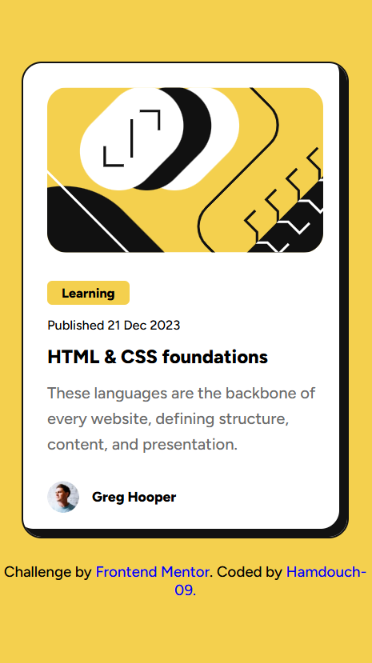 Learning
Published 21 Dec 2023
HTML & CSS foundations
These languages are the backbone of
every website, defining structure,
content, and presentation.
Greg Hooper
Challenge by Frontend Mentor. Coded by Hamdouch-
09.